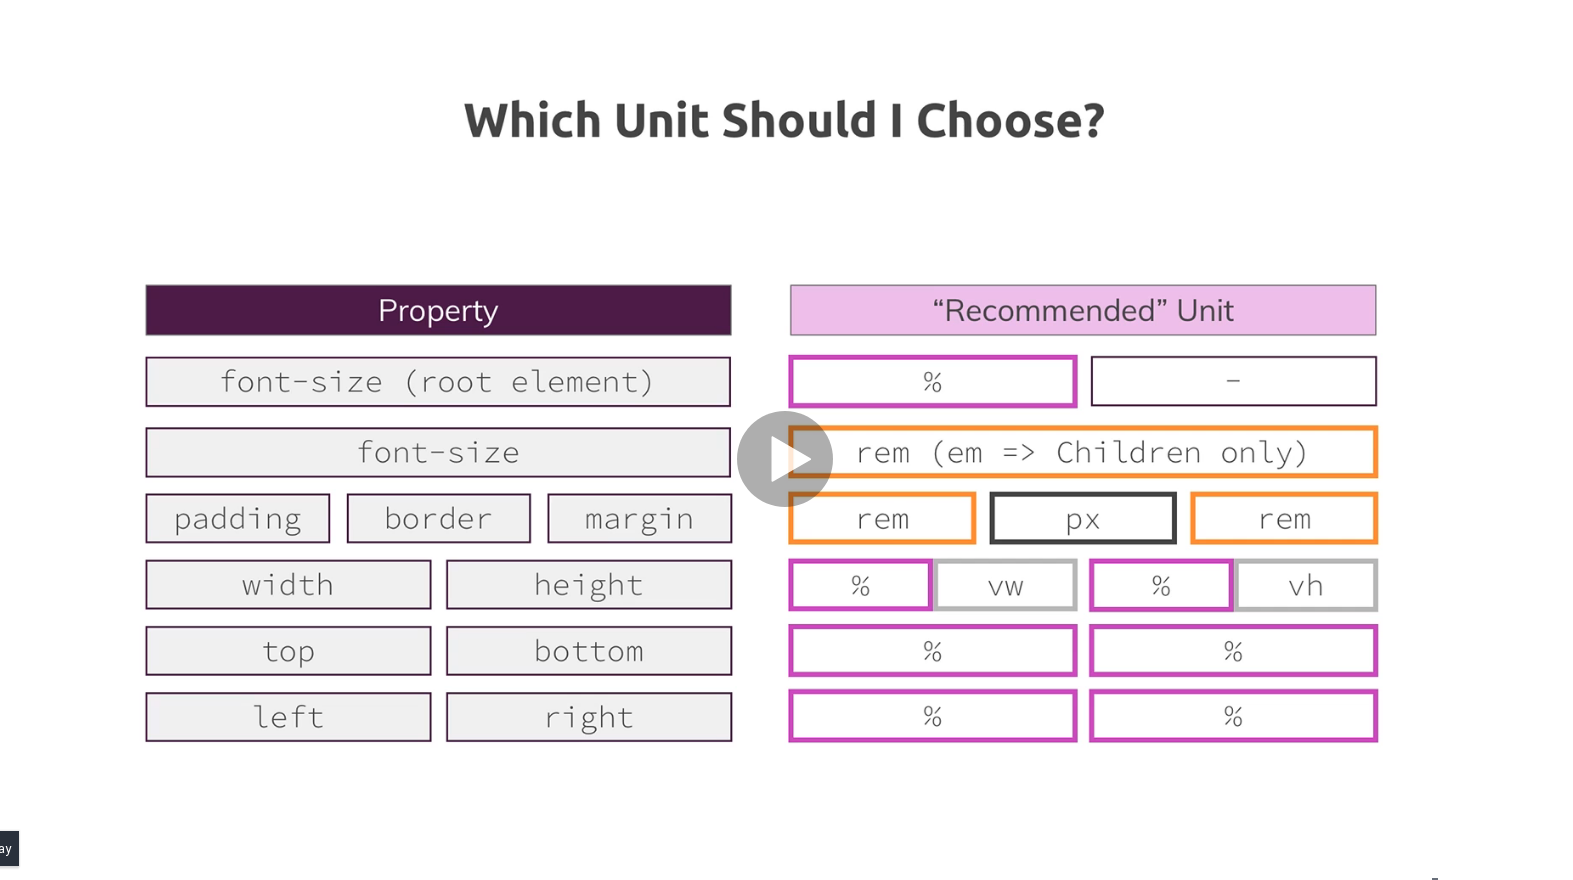 Which Unit Should I Choose?
Property
“Recommended” Unit
font-size (root element)
%
–
font-size
rem (em => Children only)
padding
border
margin
rem
px
rem
width
height
%
vw
%
vh
top
bottom
%
%
left
right
%
%
ay